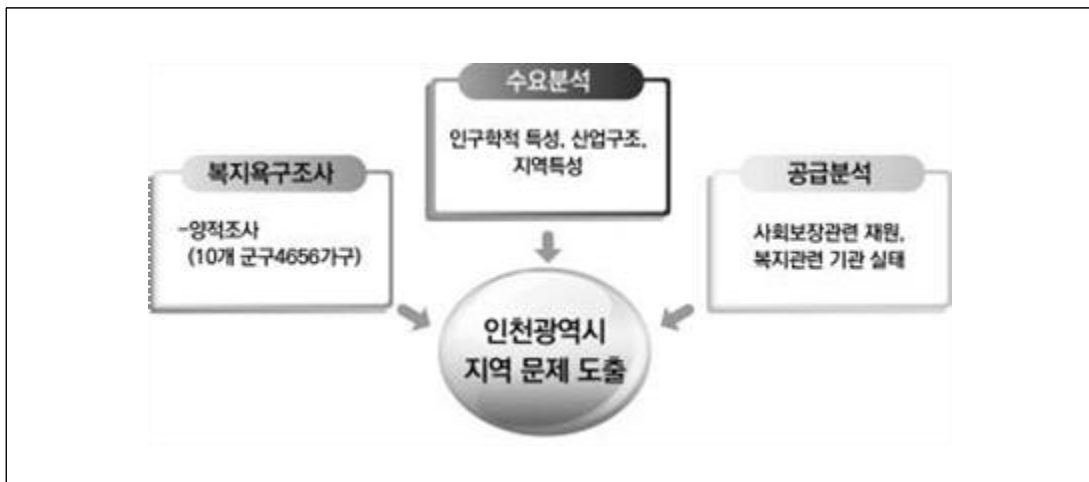 수요분석
인구학적 특성, 산업구조,
지역특성
복지욕구조사
-양적조사
(10개 군구4656가구)
공급분석
사회보장관련 재원,
복지관련 기관 실태
인천광역시
지역 문제 도출